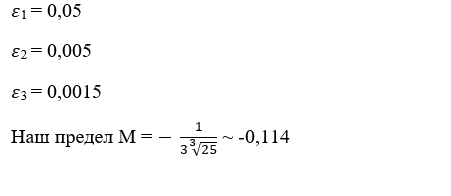 ε1 = 0,05
ε2 = 0,005
ε3 = 0,0015
Наш предел М = − 1/(3∛25) ~ -0,114